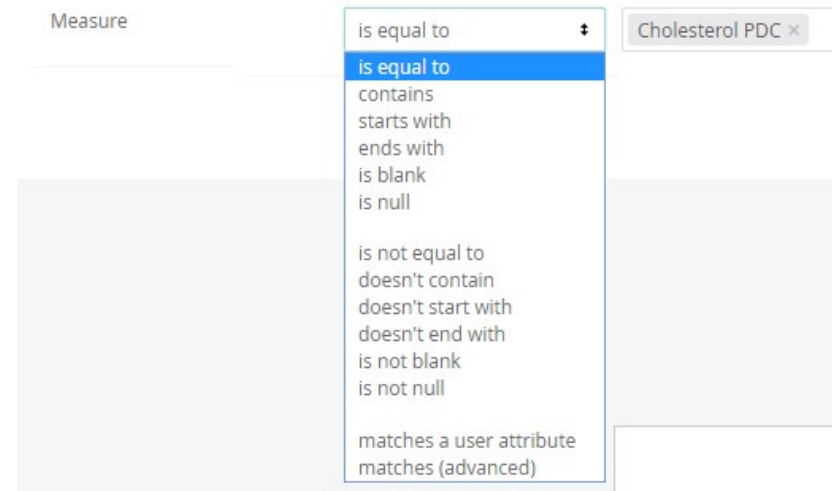 Measure
is equal to
Cholesterol PDC ×
is equal to
contains
starts with
ends with
is blank
is null
is not equal to
doesn't contain
doesn't start with
doesn't end with
is not blank
is not null
matches a user attribute
matches (advanced)